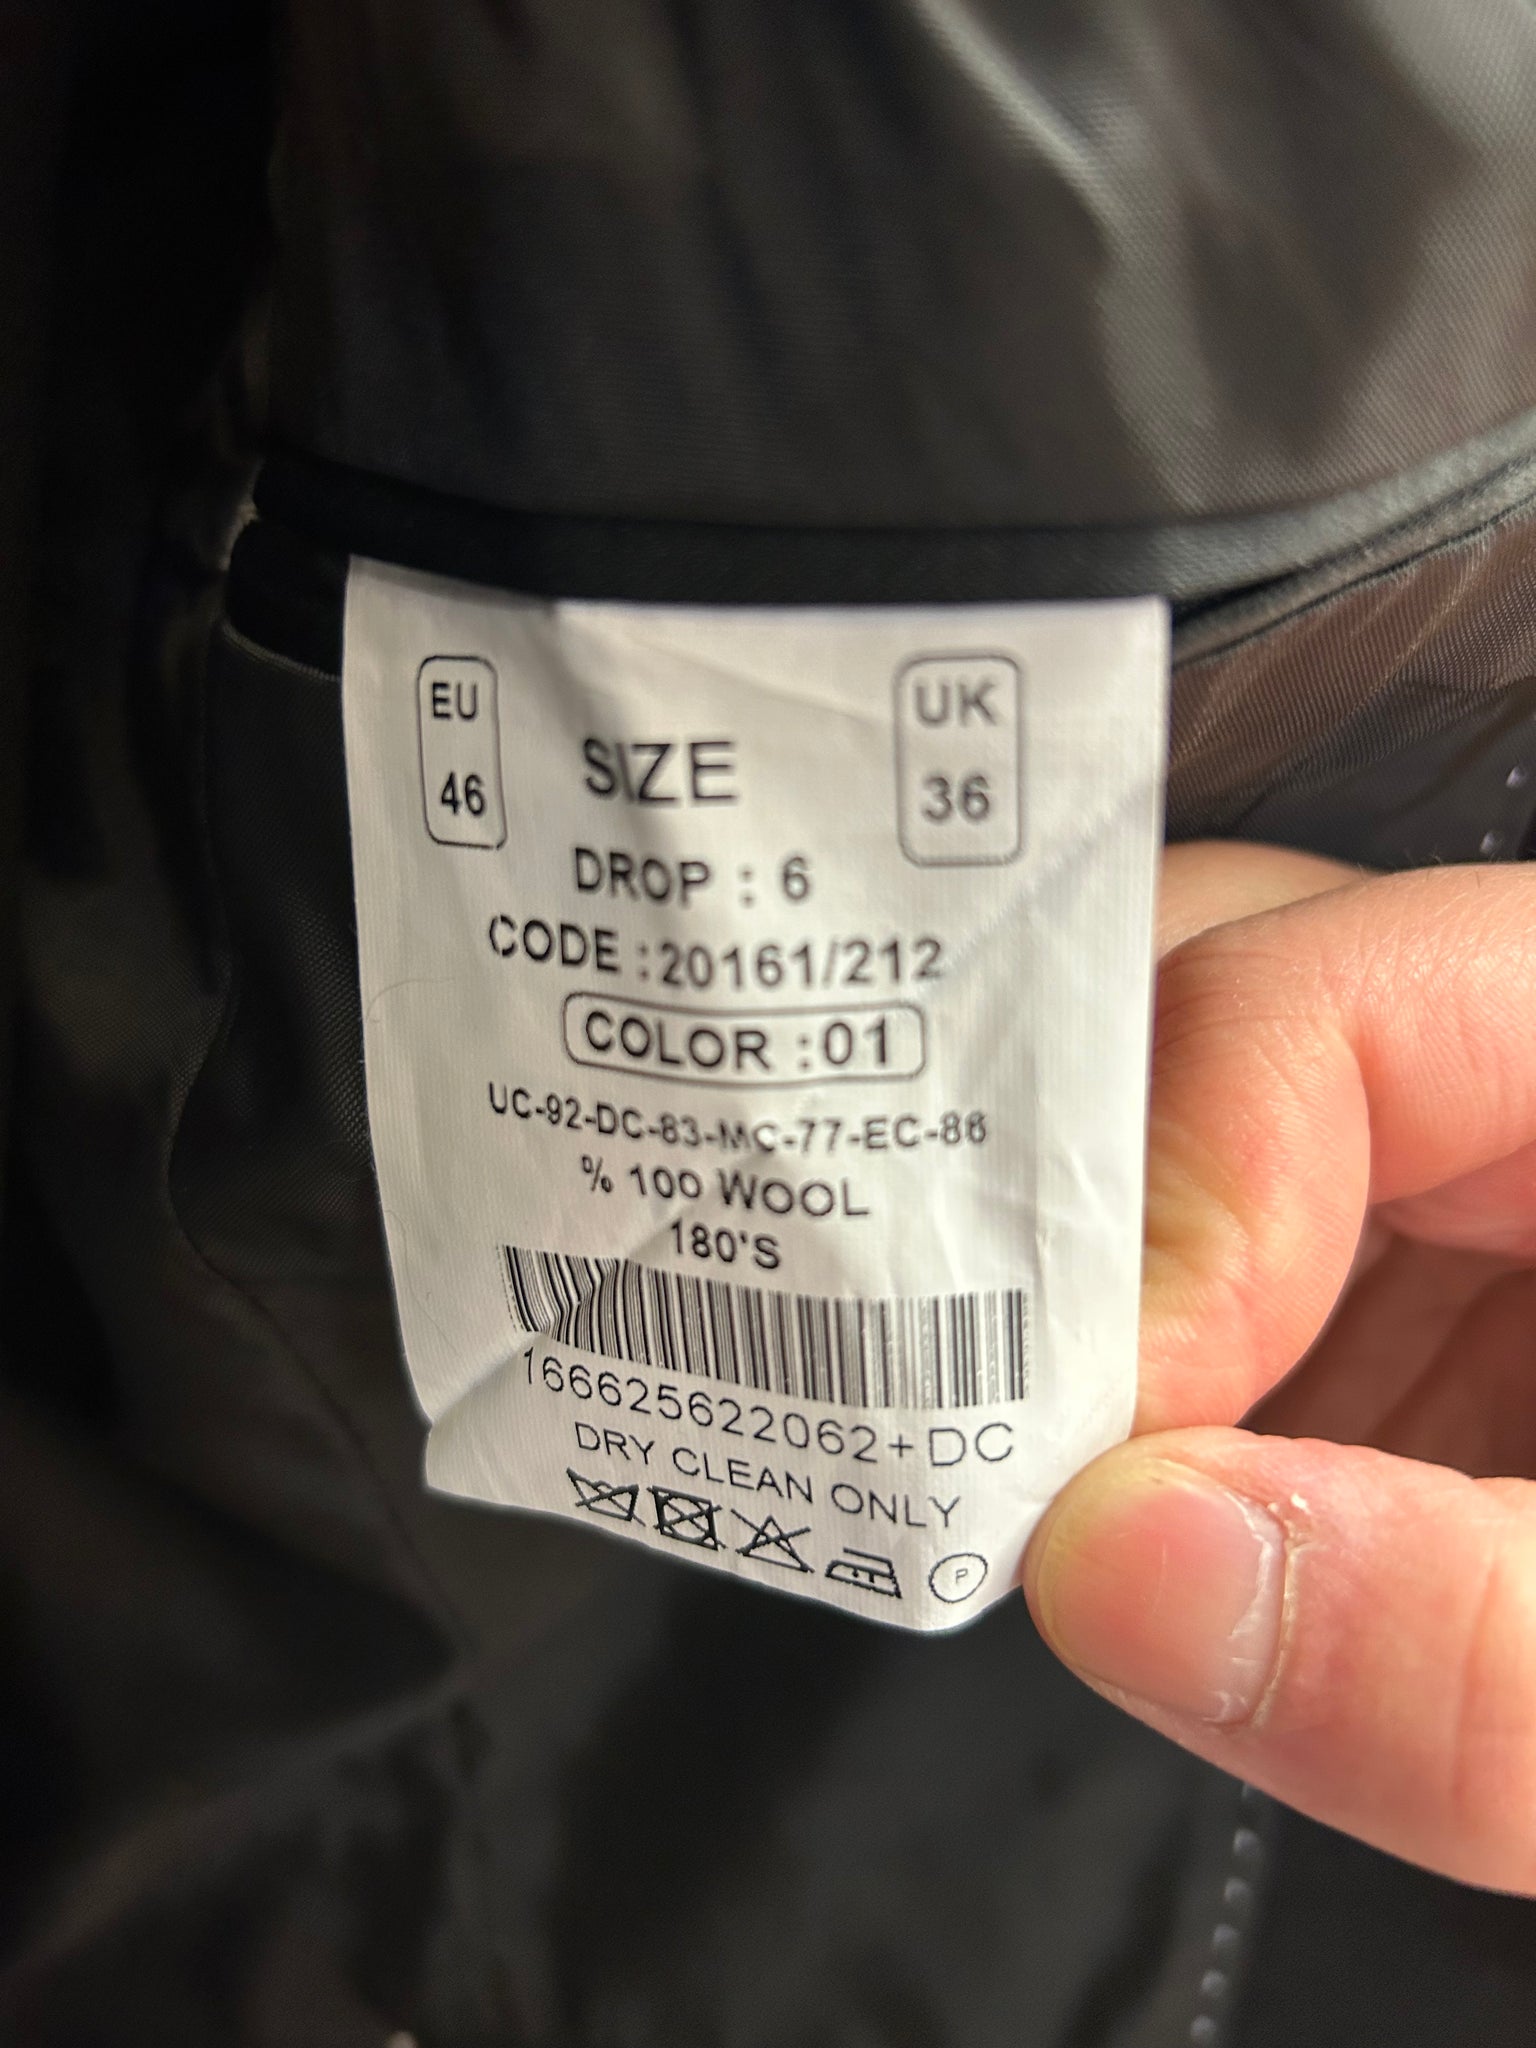 EU
46
SIZE
UK
36
DROP : 6
CODE :20161/212
COLOR :01
UC-92-DC-83-MC-77-EC-86
% 100 WOOL
180'S
166625622062+DC
DRY CLEAN ONLY
P